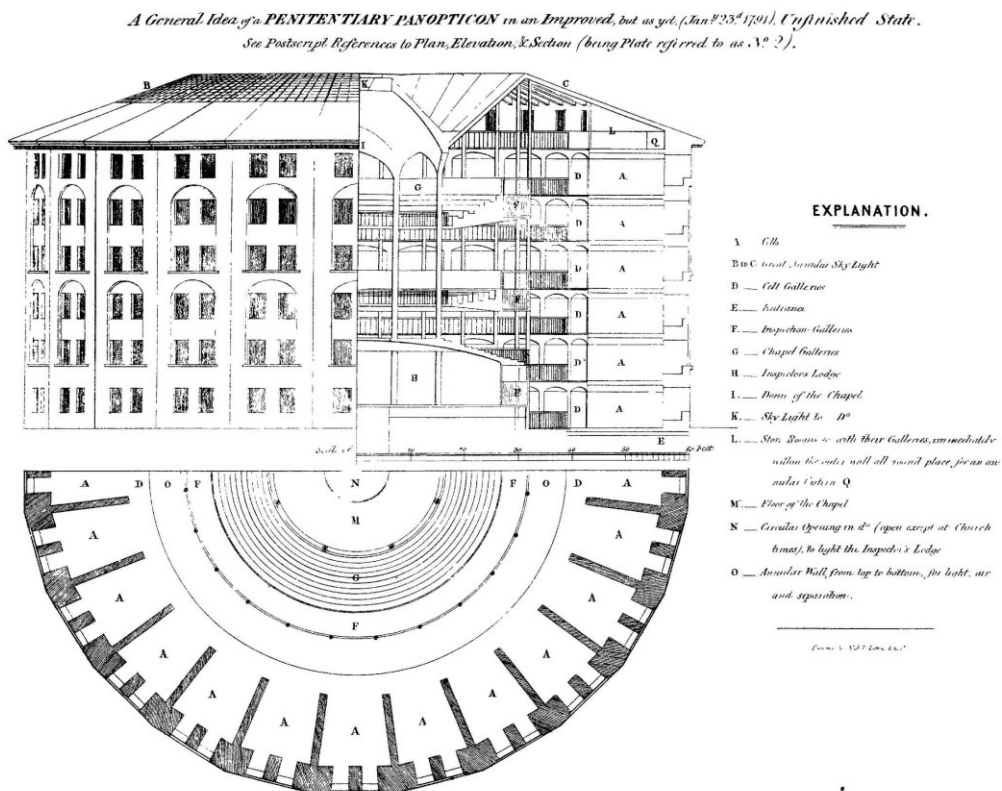 A General Idea of a PENITENTIARY PANOPTICON in an Improved, but as yet, (Jany 23d 1791), Unfinished State.
See Postscript References to Plan, Elevation, & Section (being Plate referred to as No 2).
B
K
C
L
Q
I
G
D A
D A
D A
D A
H
D A
F
D A
E
A D O F N F O D A
M
A A
G
A A
F
A A
A A
A A
A A
EXPLANATION.
A Cells
B to C Great Annular Sky Light
D Cell Galleries
E Entrance
F Inspection Galleries
G Chapel Galleries
H Inspectors Lodge
I Dome of the Chapel
K Sky Light to Do
L Store Rooms &c with their Galleries, immediately
within the outer wall all round place for an an-
nular Cistern Q
M Floor of the Chapel
N Circular Opening in do (open except at Church
times), to light the Inspector's Lodge
O Annular Wall from top to bottom, for light, air
and separation.